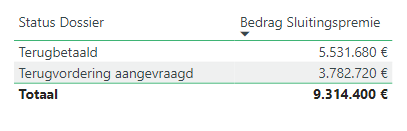 Status Dossier Bedrag Sluitingspremie
Terugbetaald 5.531.680 €
Terugvordering aangevraagd 3.782.720 €
Totaal 9.314.400 €